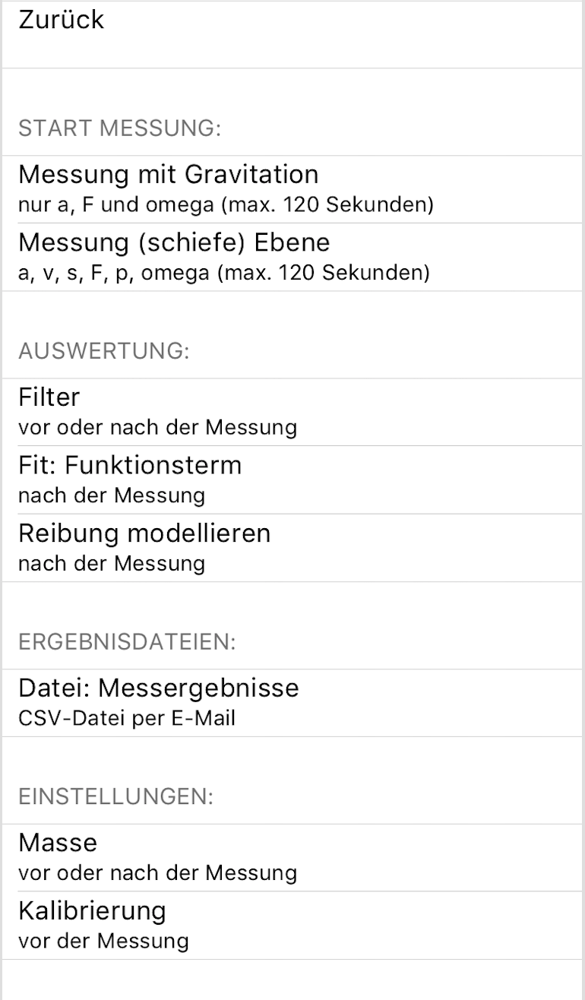 Zurück
START MESSUNG:
Messung mit Gravitation
nur a, F und omega (max. 120 Sekunden)
Messung (schiefe) Ebene
a, v, s, F, p, omega (max. 120 Sekunden)
AUSWERTUNG:
Filter
vor oder nach der Messung
Fit: Funktionsterm
nach der Messung
Reibung modellieren
nach der Messung
ERGEBNISDATEIEN:
Datei: Messergebnisse
CSV-Datei per E-Mail
EINSTELLUNGEN:
Masse
vor oder nach der Messung
Kalibrierung
vor der Messung